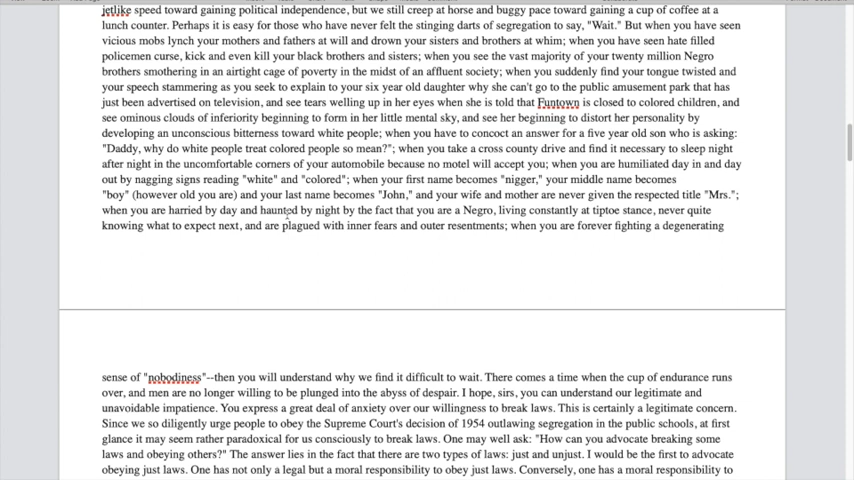 jetlike speed toward gaining political independence, but we still creep at horse and buggy pace toward gaining a cup of coffee at a
lunch counter. Perhaps it is easy for those who have never felt the stinging darts of segregation to say, "Wait." But when you have seen
vicious mobs lynch your mothers and fathers at will and drown your sisters and brothers at whim; when you have seen hate filled
policemen curse, kick and even kill your black brothers and sisters; when you see the vast majority of your twenty million Negro
brothers smothering in an airtight cage of poverty in the midst of an affluent society; when you suddenly find your tongue twisted and
your speech stammering as you seek to explain to your six year old daughter why she can't go to the public amusement park that has
just been advertised on television, and see tears welling up in her eyes when she is told that Funtown is closed to colored children, and
see ominous clouds of inferiority beginning to form in her little mental sky, and see her beginning to distort her personality by
developing an unconscious bitterness toward white people; when you have to concoct an answer for a five year old son who is asking:
"Daddy, why do white people treat colored people so mean?"; when you take a cross county drive and find it necessary to sleep night
after night in the uncomfortable corners of your automobile because no motel will accept you; when you are humiliated day in and day
out by nagging signs reading "white" and "colored"; when your first name becomes "nigger," your middle name becomes
"boy" (however old you are) and your last name becomes "John," and your wife and mother are never given the respected title "Mrs.";
when you are harried by day and haunted by night by the fact that you are a Negro, living constantly at tiptoe stance, never quite
knowing what to expect next, and are plagued with inner fears and outer resentments; when you are forever fighting a degenerating
sense of "nobodiness"--then you will understand why we find it difficult to wait. There comes a time when the cup of endurance runs
over, and men are no longer willing to be plunged into the abyss of despair. I hope, sirs, you can understand our legitimate and
unavoidable impatience. You express a great deal of anxiety over our willingness to break laws. This is certainly a legitimate concern.
Since we so diligently urge people to obey the Supreme Court's decision of 1954 outlawing segregation in the public schools, at first
glance it may seem rather paradoxical for us consciously to break laws. One may well ask: "How can you advocate breaking some
laws and obeying others?" The answer lies in the fact that there are two types of laws: just and unjust. I would be the first to advocate
obeying just laws. One has not only a legal but a moral responsibility to obey just laws. Conversely, one has a moral responsibility to